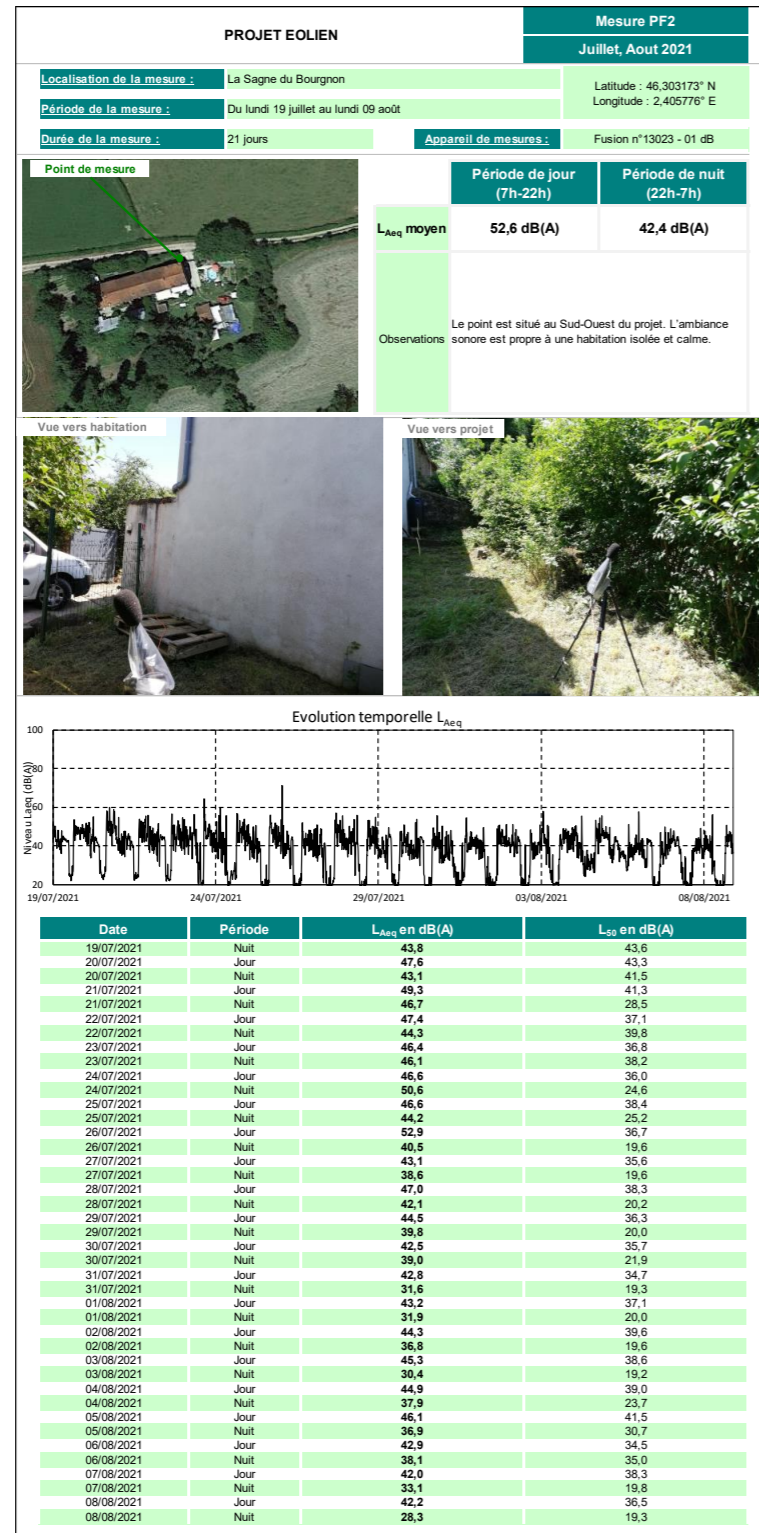 PROJET EOLIEN
Mesure PF2
Juillet, Aout 2021
Localisation de la mesure :
La Sagne du Bourgnon
Latitude : 46,303173° N
Longitude : 2,405776° E
Période de la mesure :
Du lundi 19 juillet au lundi 09 août
Durée de la mesure :
21 jours
Appareil de mesures :
Fusion n°13023 - 01 dB
Point de mesure
Période de jour
(7h-22h)
Période de nuit
(22h-7h)
LAeq moyen
52,6 dB(A)
42,4 dB(A)
Observations
Le point est situé au Sud-Ouest du projet. L'ambiance
sonore est propre à une habitation isolée et calme.
Vue vers habitation
Vue vers projet
Evolution temporelle LAeq
Niveau Laeq (dB(A))
100
80
60
40
20
19/07/2021
24/07/2021
29/07/2021
03/08/2021
08/08/2021
Date Période LAeq en dB(A) L50 en dB(A)
19/07/2021 Nuit 43,8 43,6
20/07/2021 Jour 47,6 43,3
20/07/2021 Nuit 43,1 41,5
21/07/2021 Jour 49,3 41,3
21/07/2021 Nuit 46,7 28,5
22/07/2021 Jour 47,4 37,1
22/07/2021 Nuit 44,3 39,8
23/07/2021 Jour 46,4 36,8
23/07/2021 Nuit 46,1 38,2
24/07/2021 Jour 46,6 36,0
24/07/2021 Nuit 50,6 24,6
25/07/2021 Jour 46,6 38,4
25/07/2021 Nuit 44,2 25,2
26/07/2021 Jour 52,9 36,7
26/07/2021 Nuit 40,5 19,6
27/07/2021 Jour 43,1 35,6
27/07/2021 Nuit 38,6 19,6
28/07/2021 Jour 47,0 38,3
28/07/2021 Nuit 42,1 20,2
29/07/2021 Jour 44,5 36,3
29/07/2021 Nuit 39,8 20,0
30/07/2021 Jour 42,5 35,7
30/07/2021 Nuit 39,0 21,9
31/07/2021 Jour 42,8 34,7
31/07/2021 Nuit 31,6 19,3
01/08/2021 Jour 43,2 37,1
01/08/2021 Nuit 31,9 20,0
02/08/2021 Jour 44,3 39,6
02/08/2021 Nuit 36,8 19,6
03/08/2021 Jour 45,3 38,6
03/08/2021 Nuit 30,4 19,2
04/08/2021 Jour 44,9 39,0
04/08/2021 Nuit 37,9 23,7
05/08/2021 Jour 46,1 41,5
05/08/2021 Nuit 36,9 30,7
06/08/2021 Jour 42,9 34,5
06/08/2021 Nuit 38,1 35,0
07/08/2021 Jour 42,0 38,3
07/08/2021 Nuit 33,1 19,8
08/08/2021 Jour 42,2 36,5
08/08/2021 Nuit 28,3 19,3